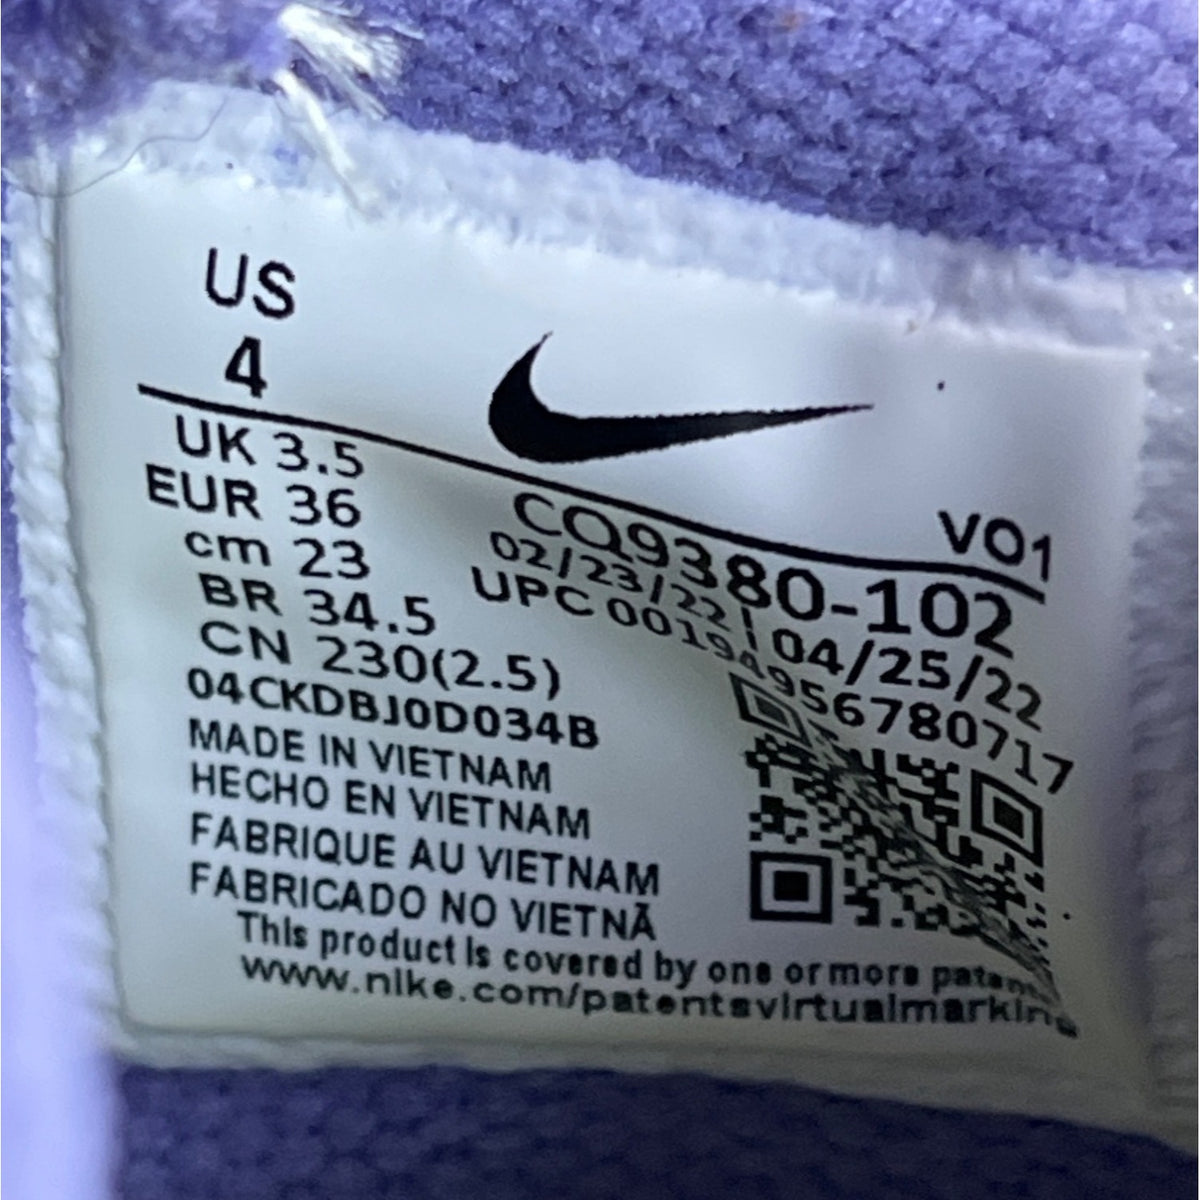 US
4
UK 3.5
EUR 36
cm 23
BR 34.5
CN 230(2.5)
04CKDBJ0D034B
MADE IN VIETNAM
HECHO EN VIETNAM
FABRIQUE AU VIETNAM
FABRICADO NO VIETNÃ
This product is covered by one or more
www.nike.com/patentsvirtualmarking
VO1
CQ9380-102
02/23/22 04/25/22
UPC 00194956780717